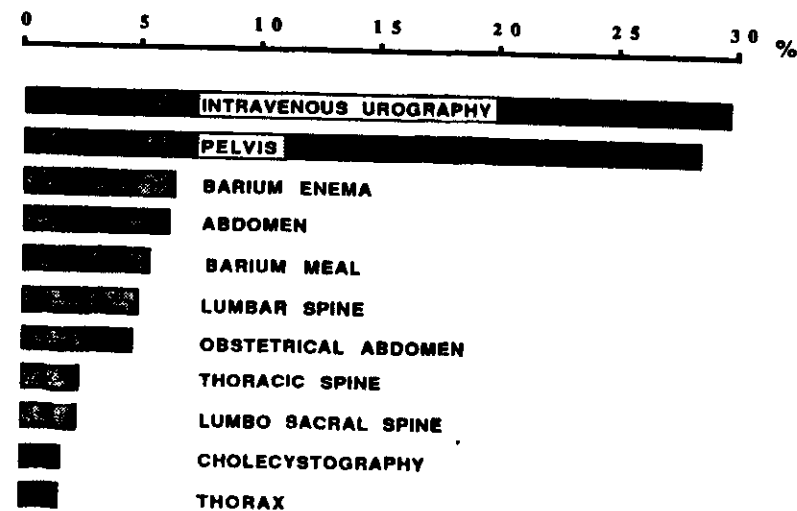 0 5 10 15 20 25 30 %
INTRAVENOUS UROGRAPHY
PELVIS
BARIUM ENEMA
ABDOMEN
BARIUM MEAL
LUMBAR SPINE
OBSTETRICAL ABDOMEN
THORACIC SPINE
LUMBO SACRAL SPINE
CHOLECYSTOGRAPHY
THORAX